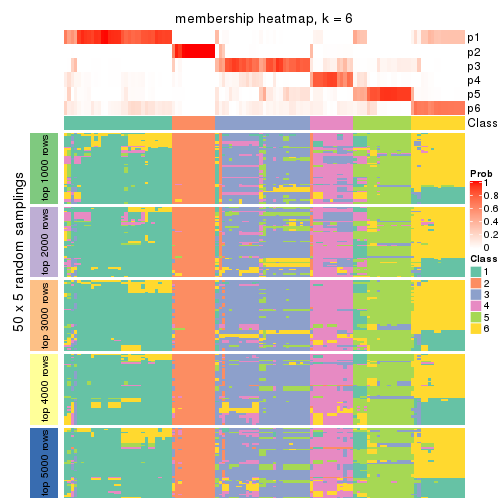 membership heatmap, k = 6
p1
p2
p3
p4
p5
p6
Class
50 x 5 random samplings
top 1000 rows
top 2000 rows
top 3000 rows
top 4000 rows
top 5000 rows
Prob
1
0.8
0.6
0.4
0.2
0
Class
1
2
3
4
5
6